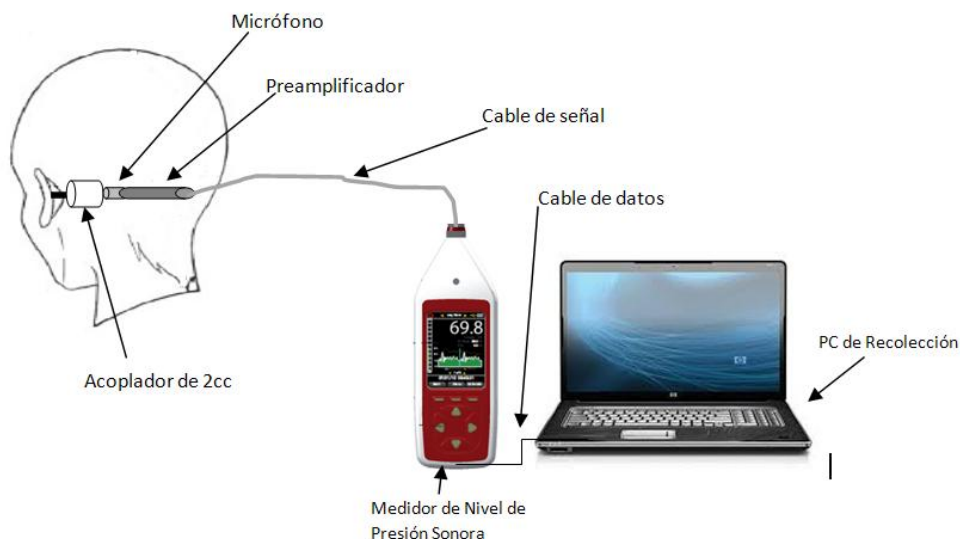 Micrófono
Preamplificador
Cable de señal
Cable de datos
69.8
PC de Recolección
Acoplador de 2cc
Medidor de Nivel de
Presión Sonora